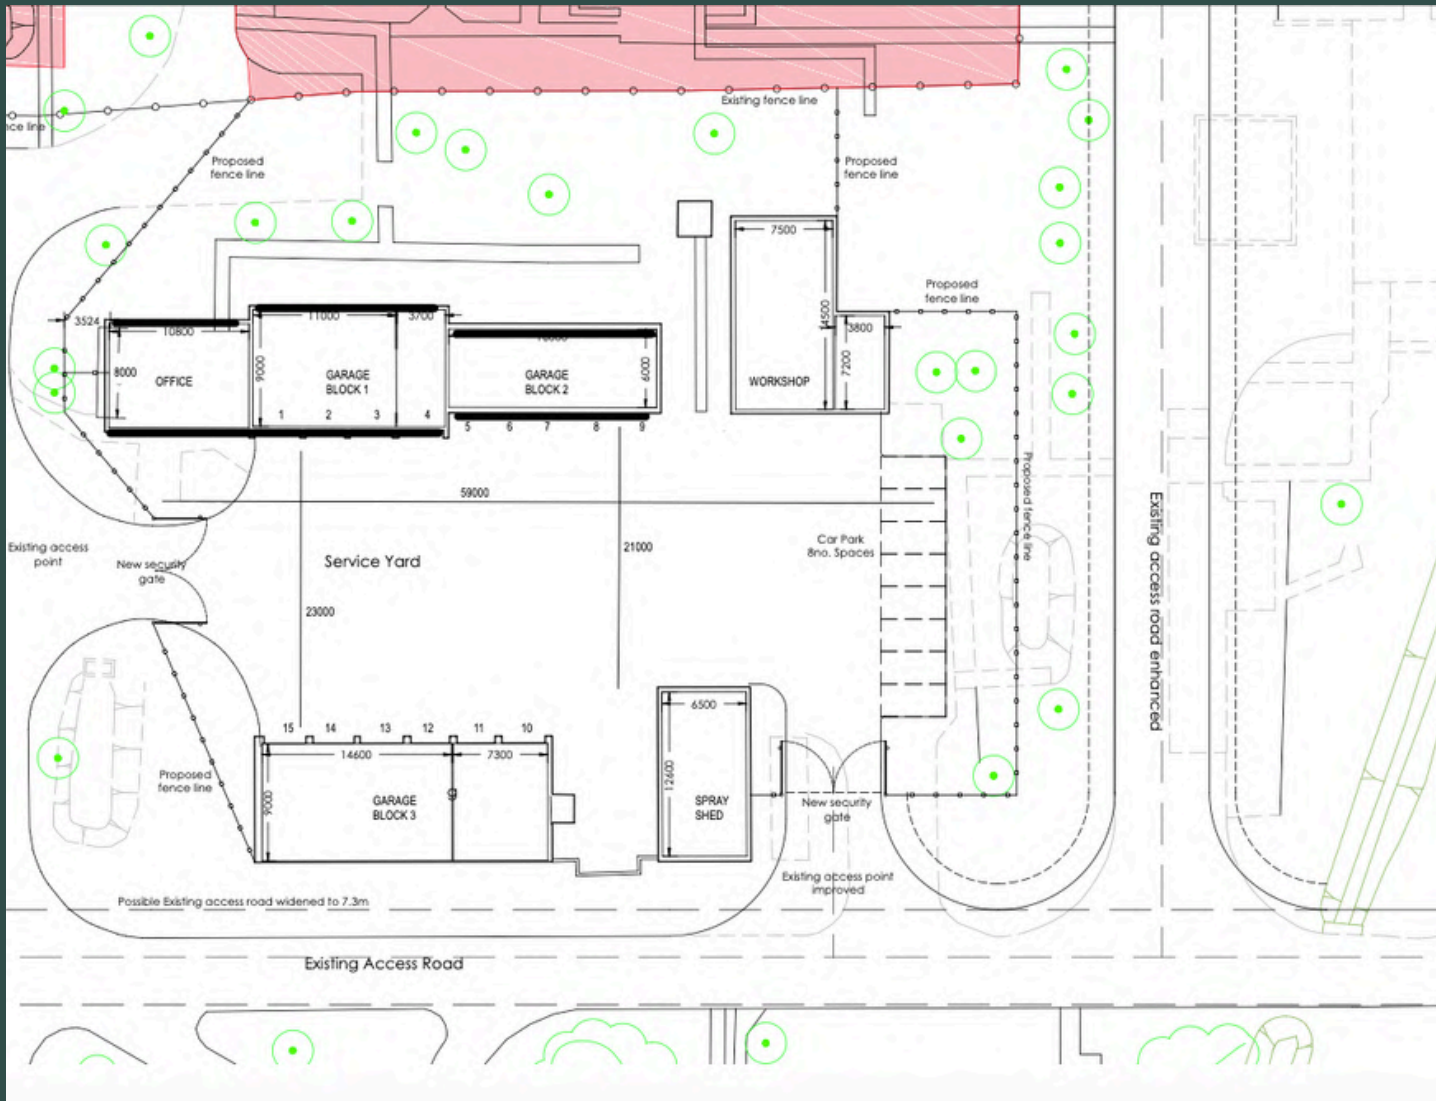 Existing fence line
nce line
Proposed
fence line
Proposed
fence line
7500
Proposed
fence line
3524
10800
11000
3700
14500
3800
8000
OFFICE
9000
GARAGE
BLOCK 1
GARAGE
BLOCK 2
6000
WORKSHOP
7200
1
2
3
4
5
6
7
8
9
Proposed fence line
59000
Existing access road enhanced
Existing access
point
New security
gate
Service Yard
21000
Car Park
8no. Spaces
23000
15
14
13
12
11
10
14600
7300
6500
Proposed
fence line
9000
GARAGE
BLOCK 3
9
12600
SPRAY
SHED
New security
gate
Existing access point
improved
Possible Existing access road widened to 7.3m
Existing Access Road